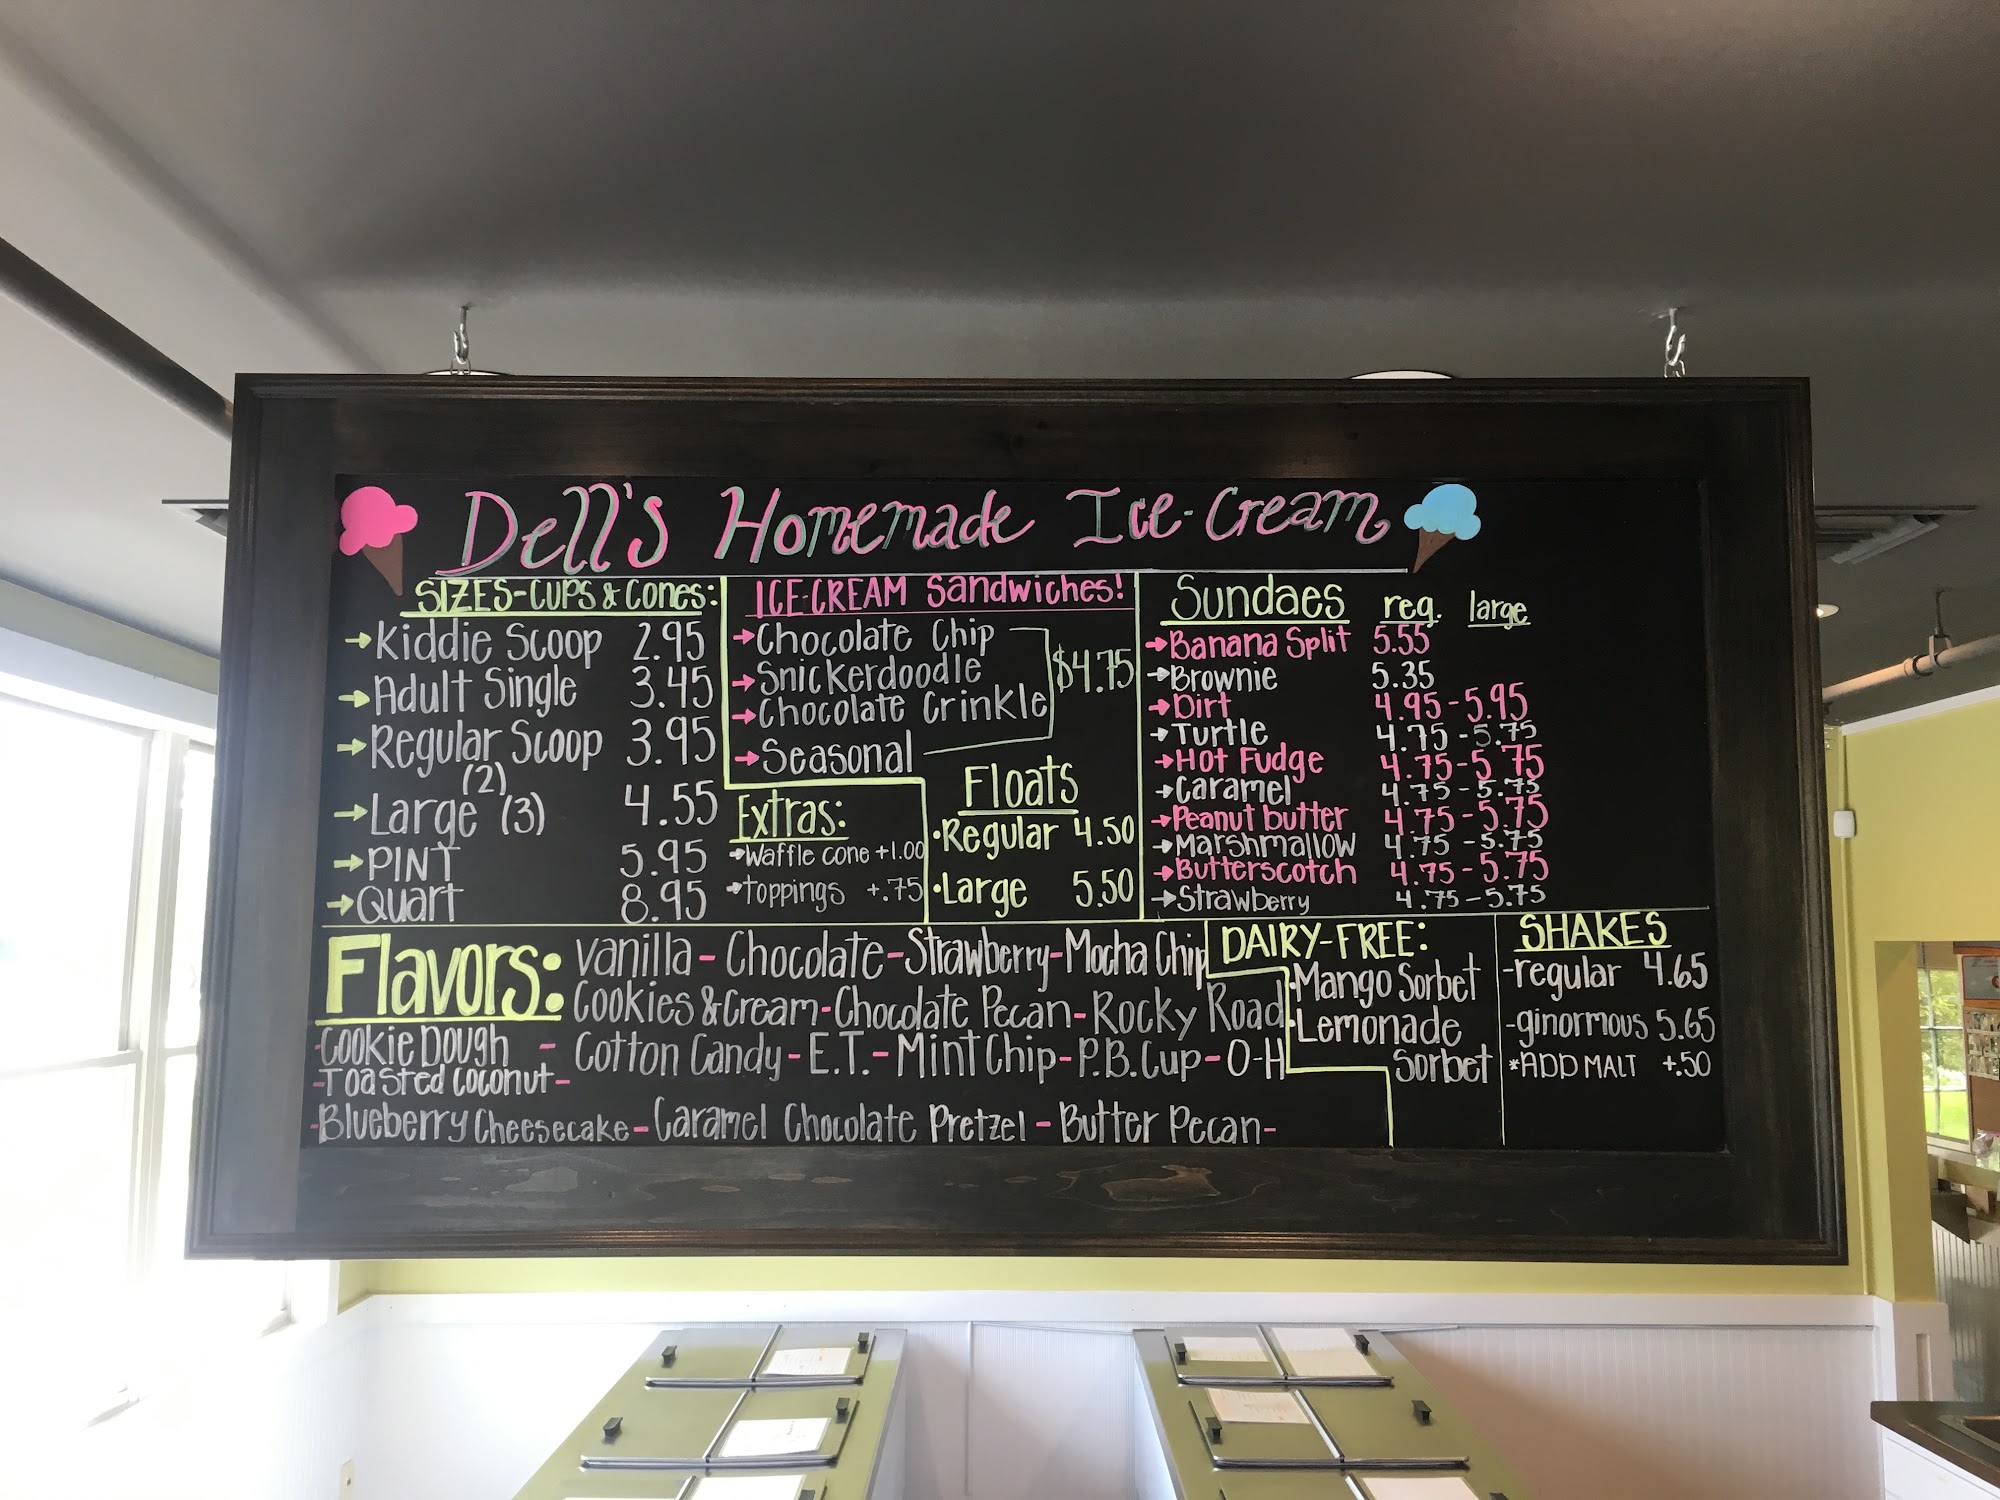 Dell's Homemade Ice-Cream
SIZES-CUPS & CONES:
→Kiddie Scoop 2.95
→Adult Single 3.45
→Regular Scoop 3.95
(2)
→Large (3) 4.55
→PINT 5.95
→Quart 8.95
ICE-CREAM Sandwiches!
→Chocolate Chip
→Snickerdoodle
→Chocolate Crinkle
→Seasonal
$4.75
Extras:
→Waffle cone +1.00
→toppings +.75
Floats
•Regular 4.50
•Large 5.50
Sundaes reg. large
→Banana Split 5.55
→Brownie 5.35
→Dirt 4.95-5.95
→Turtle 4.75-5.75
→Hot Fudge 4.75-5.75
→Caramel 4.75-5.75
→Peanut butter 4.75-5.75
→Marshmallow 4.75-5.75
→Butterscotch 4.75-5.75
→Strawberry 4.75-5.75
Flavors: Vanilla-Chocolate-Strawberry-Mocha Chip
Cookies & Cream-Chocolate Pecan-Rocky Road
-Cookie Dough - Cotton Candy-E.T.-Mint Chip-P.B. Cup-O-H
-Toasted Coconut-
-Blueberry Cheesecake-Caramel Chocolate Pretzel-Butter Pecan-
DAIRY-FREE:
•Mango Sorbet
•Lemonade
Sorbet
SHAKES
-regular 4.65
-ginormous 5.65
*ADD MALT +.50